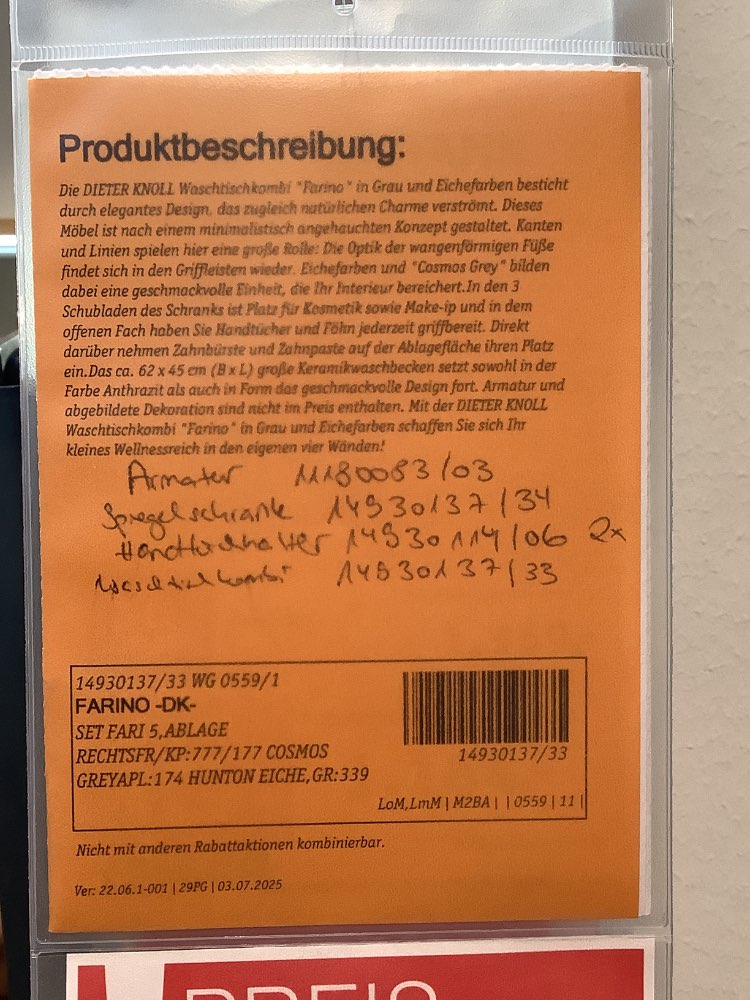 Produktbeschreibung:
Die DIETER KNOLL Waschtischkombi "Farino" in Grau und Eichefarben besticht
durch elegantes Design, das zugleich natürlichen Charme verströmt. Dieses
Möbel ist nach einem minimalistisch angehauchten Konzept gestaltet. Kanten
und Linien spielen hier eine große Rolle: Die Optik der wangenförmigen Füße
findet sich in den Griffleisten wieder. Eichefarben und "Cosmos Grey" bilden
dabei eine geschmackvolle Einheit, die Ihr Interieur bereichert.In den 3
Schubladen des Schranks ist Platz für Kosmetik sowie Make-ip und in dem
offenen Fach haben Sie Handtücher und Föhn jederzeit griffbereit. Direkt
darüber nehmen Zahnbürste und Zahnpaste auf der Ablagefläche ihren Platz
ein.Das ca. 62 x 45 cm (B x L) große Keramikwaschbecken setzt sowohl in der
Farbe Anthrazit als auch in Form das geschmackvolle Design fort. Armatur und
abgebildete Dekoration sind nicht im Preis enthalten. Mit der DIETER KNOLL
Waschtischkombi "Farino" in Grau und Eichefarben schaffen Sie sich Ihr
kleines Wellnessreich in den eigenen vier Wänden!
Armatur 11180083/03
Spiegelschrank 14930137/34
Handtuchhalter 14930114/06 2x
Waschtischkombi 14930137/33
14930137/33 WG 0559/1
FARINO -DK-
SET FARI 5,ABLAGE
RECHTSFR/KP:777/177 COSMOS
GREYAPL:174 HUNTON EICHE,GR:339
14930137/33
LoM,LmM | M2BA | | 0559 | 11 |
Nicht mit anderen Rabattaktionen kombinierbar.
Ver: 22.06.1-001 | 29PG | 03.07.2025
PREIS